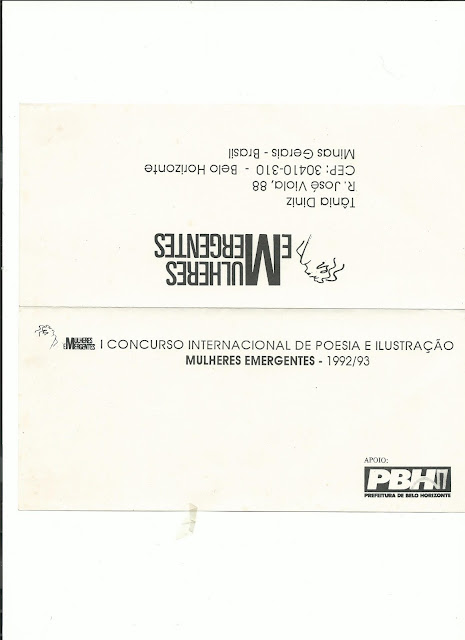 MULHERES
EMERGENTES
Tânia Diniz
R. José Viola, 88
CEP: 30410-310 - Belo Horizonte
Minas Gerais - Brasil
MULHERES
EMERGENTES
I CONCURSO INTERNACIONAL DE POESIA E ILUSTRAÇÃO
MULHERES EMERGENTES - 1992/93
APOIO:
PBH
PREFEITURA DE BELO HORIZONTE